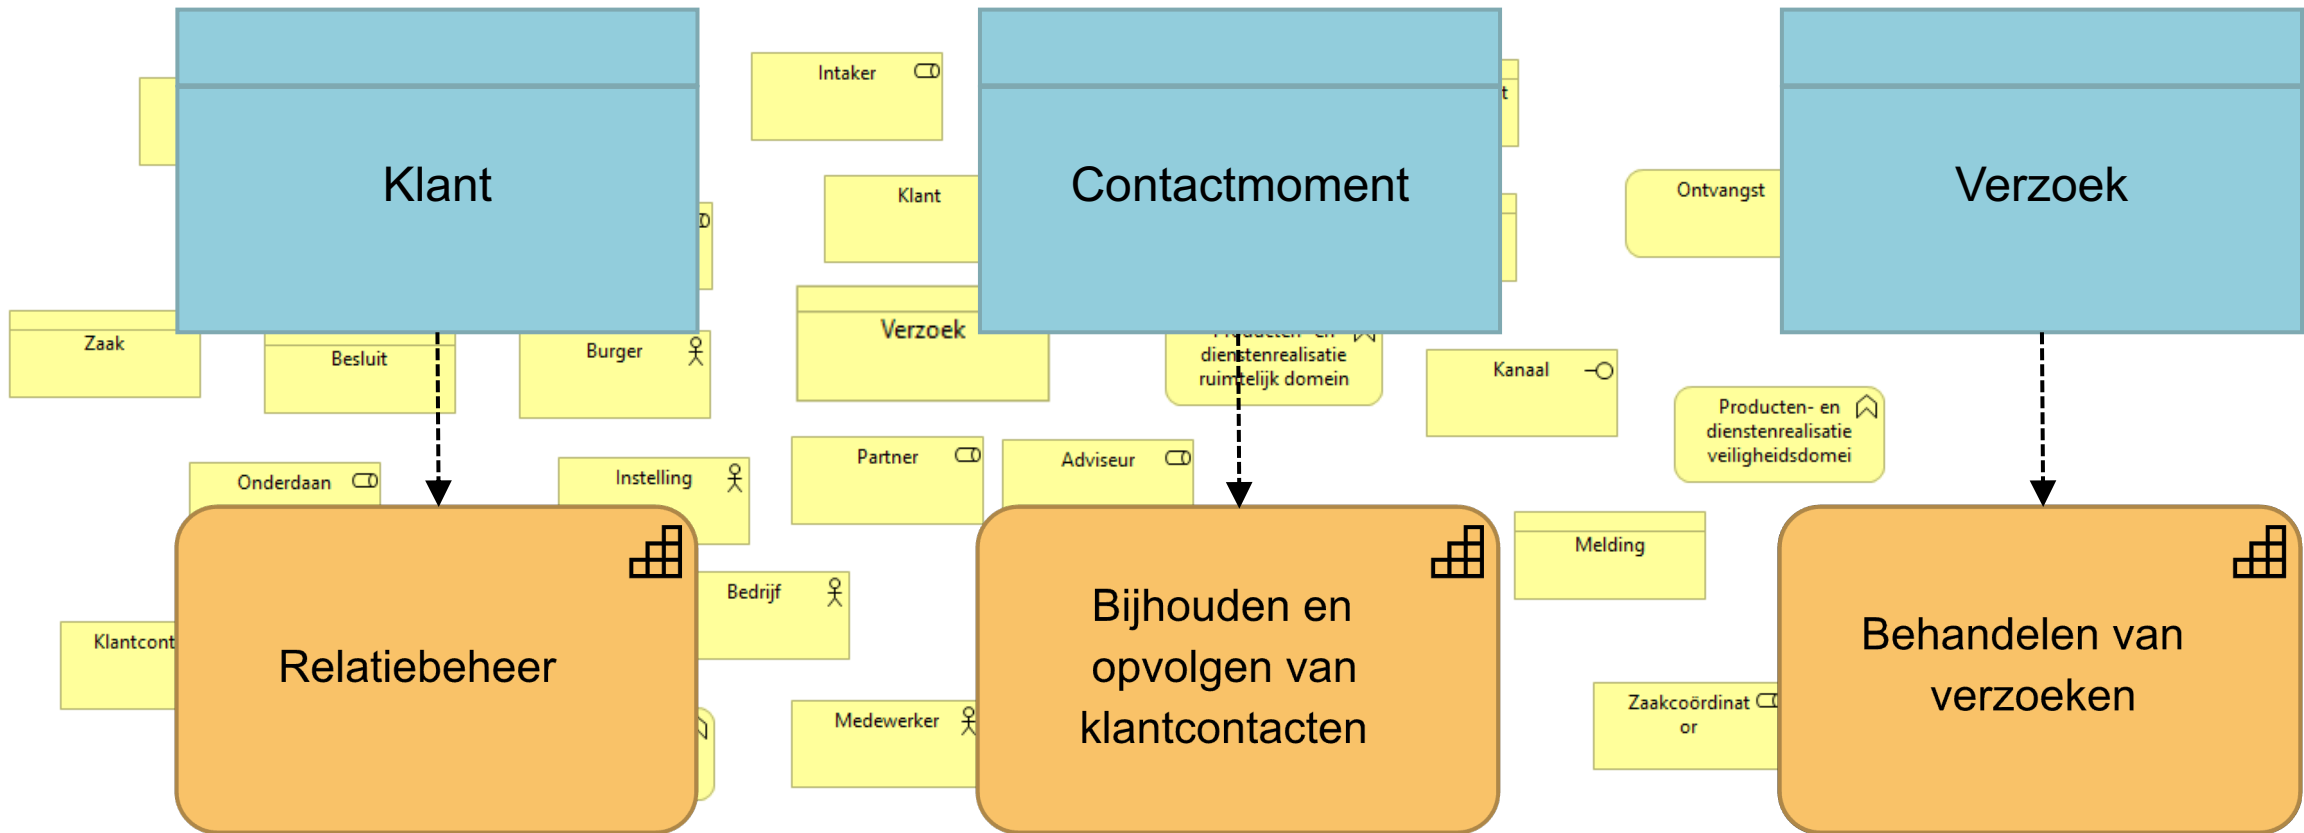 Intaker
t
Klant
Contactmoment
Verzoek
Klant
Ontvangst
Zaak
Besluit
Burger
Verzoek
dienstenrealisatie
ruimtelijk domein
Kanaal
Producten- en
dienstenrealisatie
veiligheidsdomei
Onderdaan
Instelling
Partner
Adviseur
Melding
Bedrijf
Klantcont
Relatiebeheer
Bijhouden en
opvolgen van
klantcontacten
Behandelen van
verzoeken
Medewerker
Zaakcoördinat
or